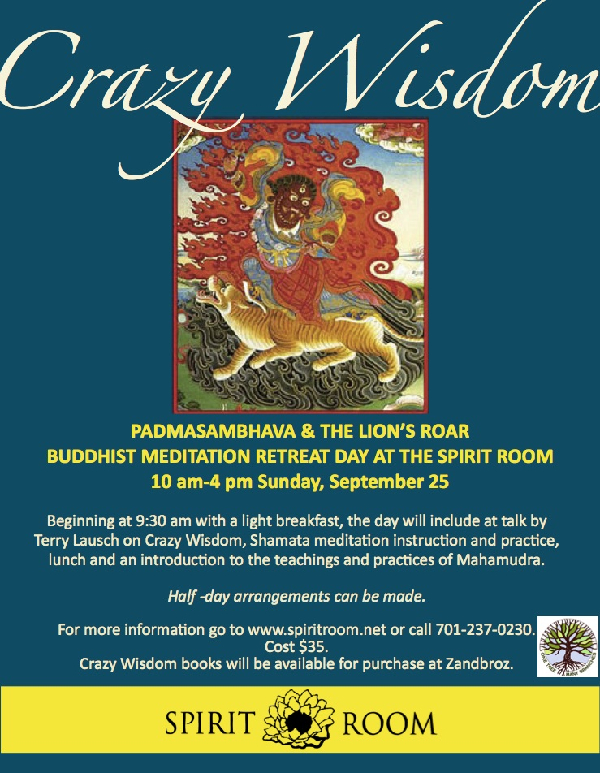 Crazy Wisdom
PADMASAMBHAVA & THE LION'S ROAR
BUDDHIST MEDITATION RETREAT DAY AT THE SPIRIT ROOM
10 am-4 pm Sunday, September 25
Beginning at 9:30 am with a light breakfast, the day will include at talk by
Terry Lausch on Crazy Wisdom, Shamata meditation instruction and practice,
lunch and an introduction to the teachings and practices of Mahamudra.
Half -day arrangements can be made.
For more information go to www.spiritroom.net or call 701-237-0230.
Cost $35.
Crazy Wisdom books will be available for purchase at Zandbroz.
SPIRIT ROOM